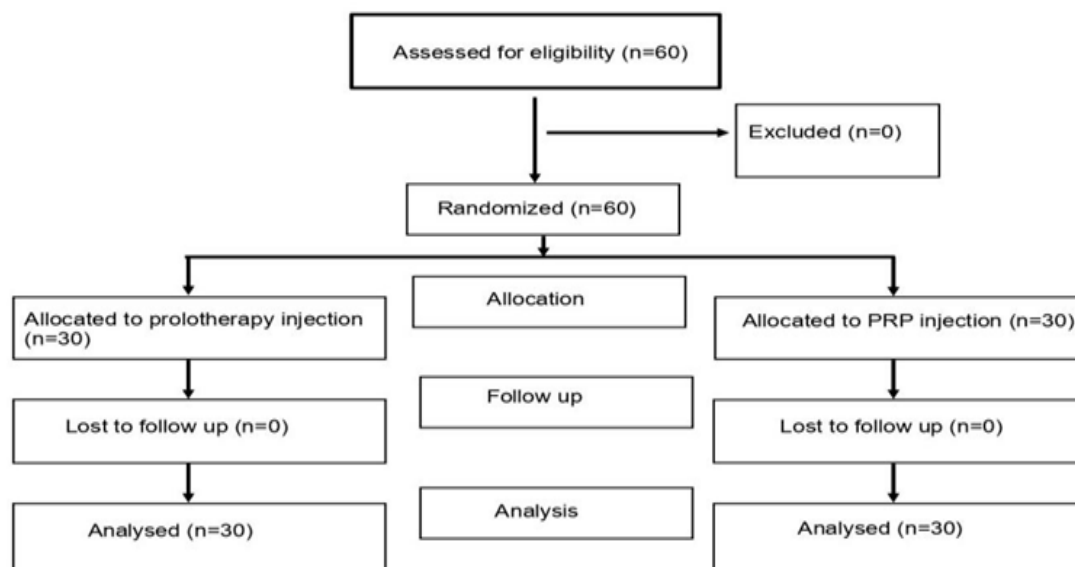 Assessed for eligibility (n=60)
Excluded (n=0)
Randomized (n=60)
Allocation
Allocated to prolotherapy injection
(n=30)
Allocated to PRP injection (n=30)
Follow up
Lost to follow up (n=0)
Lost to follow up (n=0)
Analysis
Analysed (n=30)
Analysed (n=30)